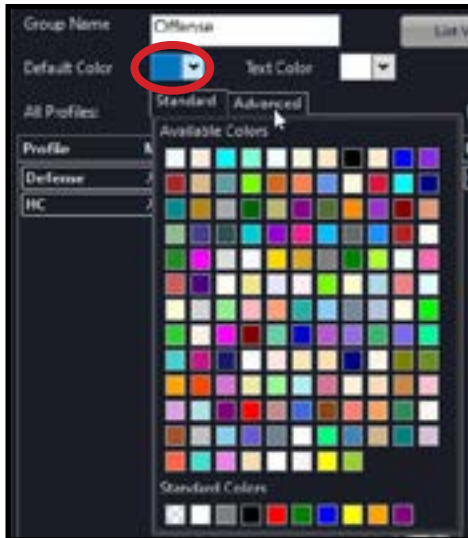 Group Name Offense List V
Default Color Text Color
Standard Advanced
All Profiles:
Available Colors
Profile M
Defense
HC
Standard Colors